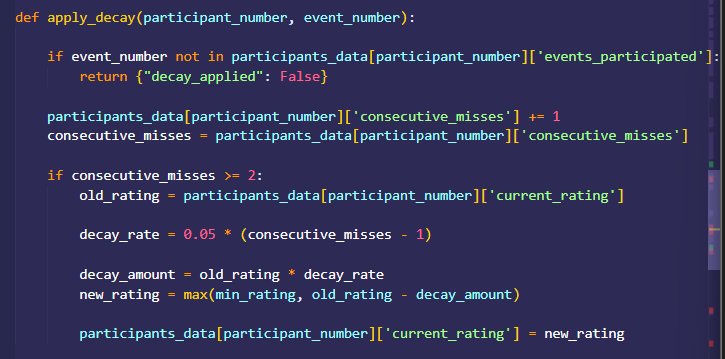 def apply_decay(participant_number, event_number):
    if event_number not in participants_data[participant_number]['events_participated']:
        return {"decay_applied": False}
    participants_data[participant_number]['consecutive_misses'] += 1
    consecutive_misses = participants_data[participant_number]['consecutive_misses']
    if consecutive_misses >= 2:
        old_rating = participants_data[participant_number]['current_rating']
        decay_rate = 0.05 * (consecutive_misses - 1)
        decay_amount = old_rating * decay_rate
        new_rating = max(min_rating, old_rating - decay_amount)
        participants_data[participant_number]['current_rating'] = new_rating